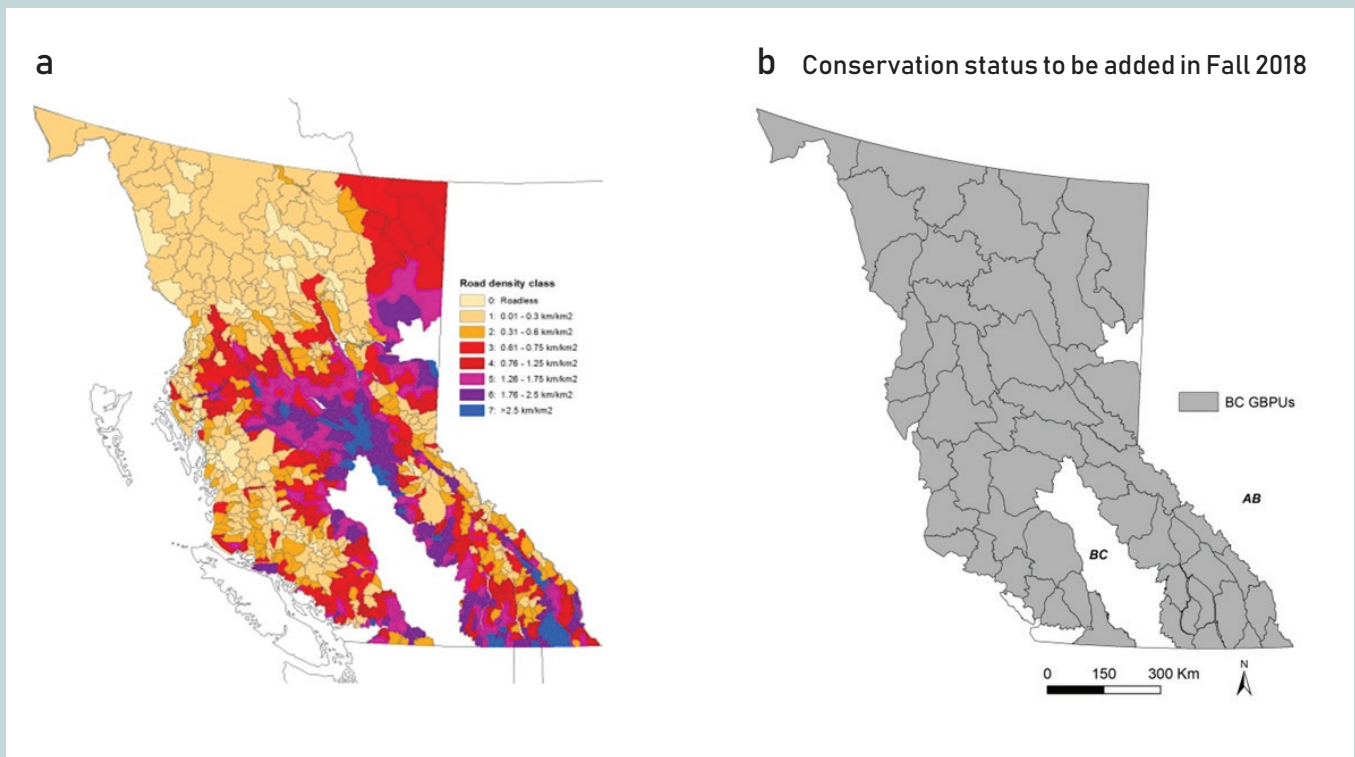 a
b Conservation status to be added in Fall 2018
Road density class
0: Roadless
1: 0.01 - 0.3 km/km2
2: 0.31 - 0.6 km/km2
3: 0.61 - 0.75 km/km2
4: 0.76 - 1.25 km/km2
5: 1.26 - 1.75 km/km2
6: 1.76 - 2.5 km/km2
7: >2.5 km/km2
BC GBPUs
AB
BC
0 150 300 Km
N